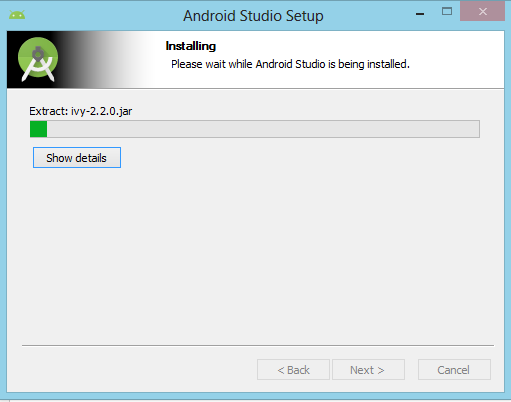 Android Studio Setup
Installing
Please wait while Android Studio is being installed.
Extract: ivy-2.2.0.jar
Show details
< Back
Next >
Cancel